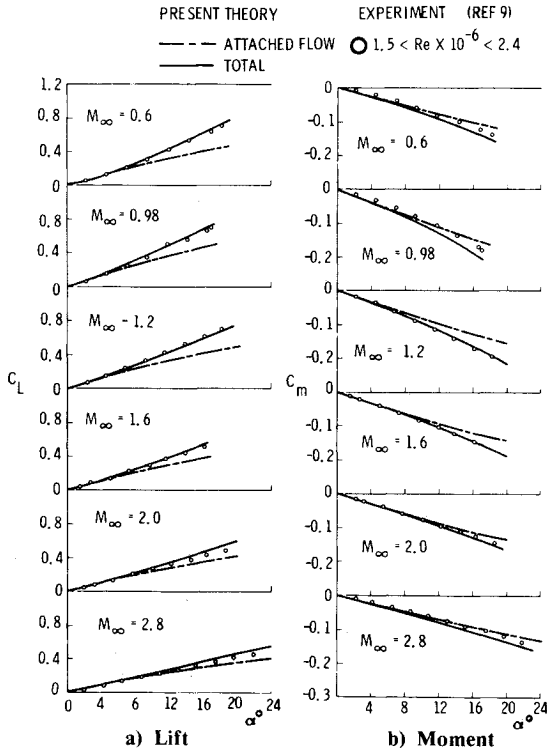 PRESENT THEORY EXPERIMENT (REF 9)
ATTACHED FLOW 1.5 < Re X 10⁻⁶ < 2.4
TOTAL
1.2
0.8
0.4
0
M∞ = 0.6
0.8
0.4
0
M∞ = 0.98
0.8
0.4
0
M∞ - 1.2
C_L
0.8
0.4
0
M∞ = 1.6
0.8
0.4
0
M∞ = 2.0
0.8
0.4
0
M∞ = 2.8
0 4 8 12 16 20 24
α°
a) Lift
0
-0.1
-0.2
M∞ = 0.6
0
-0.1
-0.2
M∞ = 0.98
0
-0.1
-0.2
M∞ = 1.2
C_m
0
-0.1
-0.2
M∞ = 1.6
0
-0.1
-0.2
M∞ = 2.0
0
-0.1
-0.2
-0.3
M∞ = 2.8
0 4 8 12 16 20 24
α°
b) Moment